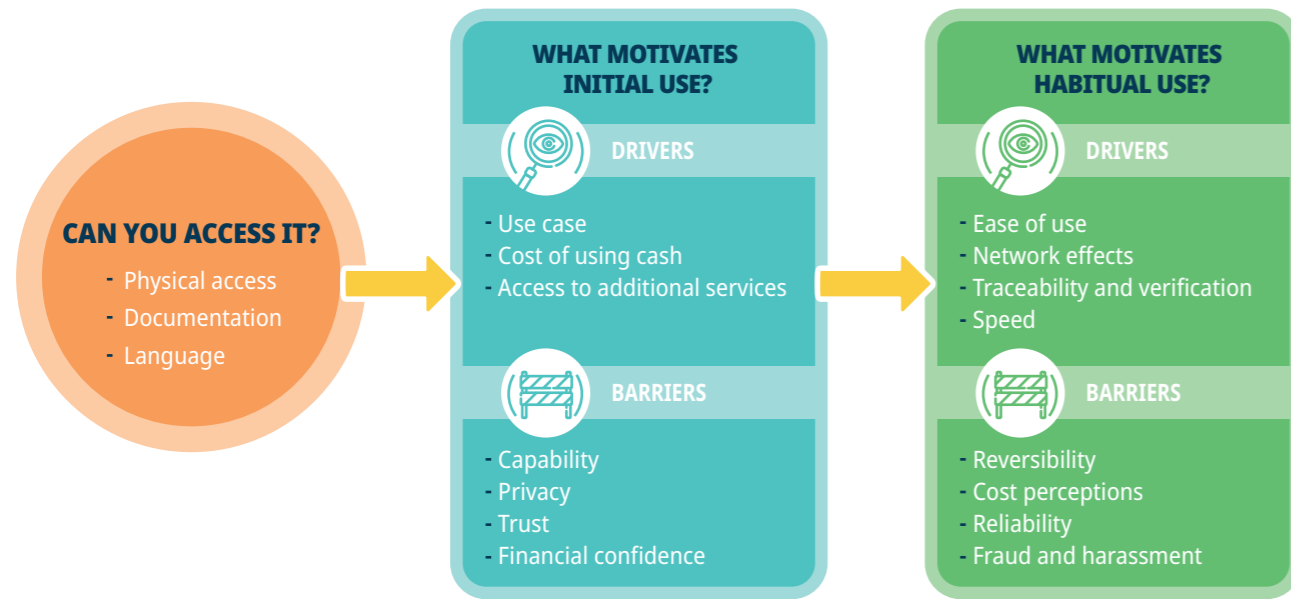 CAN YOU ACCESS IT?
- Physical access
- Documentation
- Language
WHAT MOTIVATES
INITIAL USE?
DRIVERS
- Use case
- Cost of using cash
- Access to additional services
BARRIERS
- Capability
- Privacy
- Trust
- Financial confidence
WHAT MOTIVATES
HABITUAL USE?
DRIVERS
- Ease of use
- Network effects
- Traceability and verification
- Speed
BARRIERS
- Reversibility
- Cost perceptions
- Reliability
- Fraud and harassment